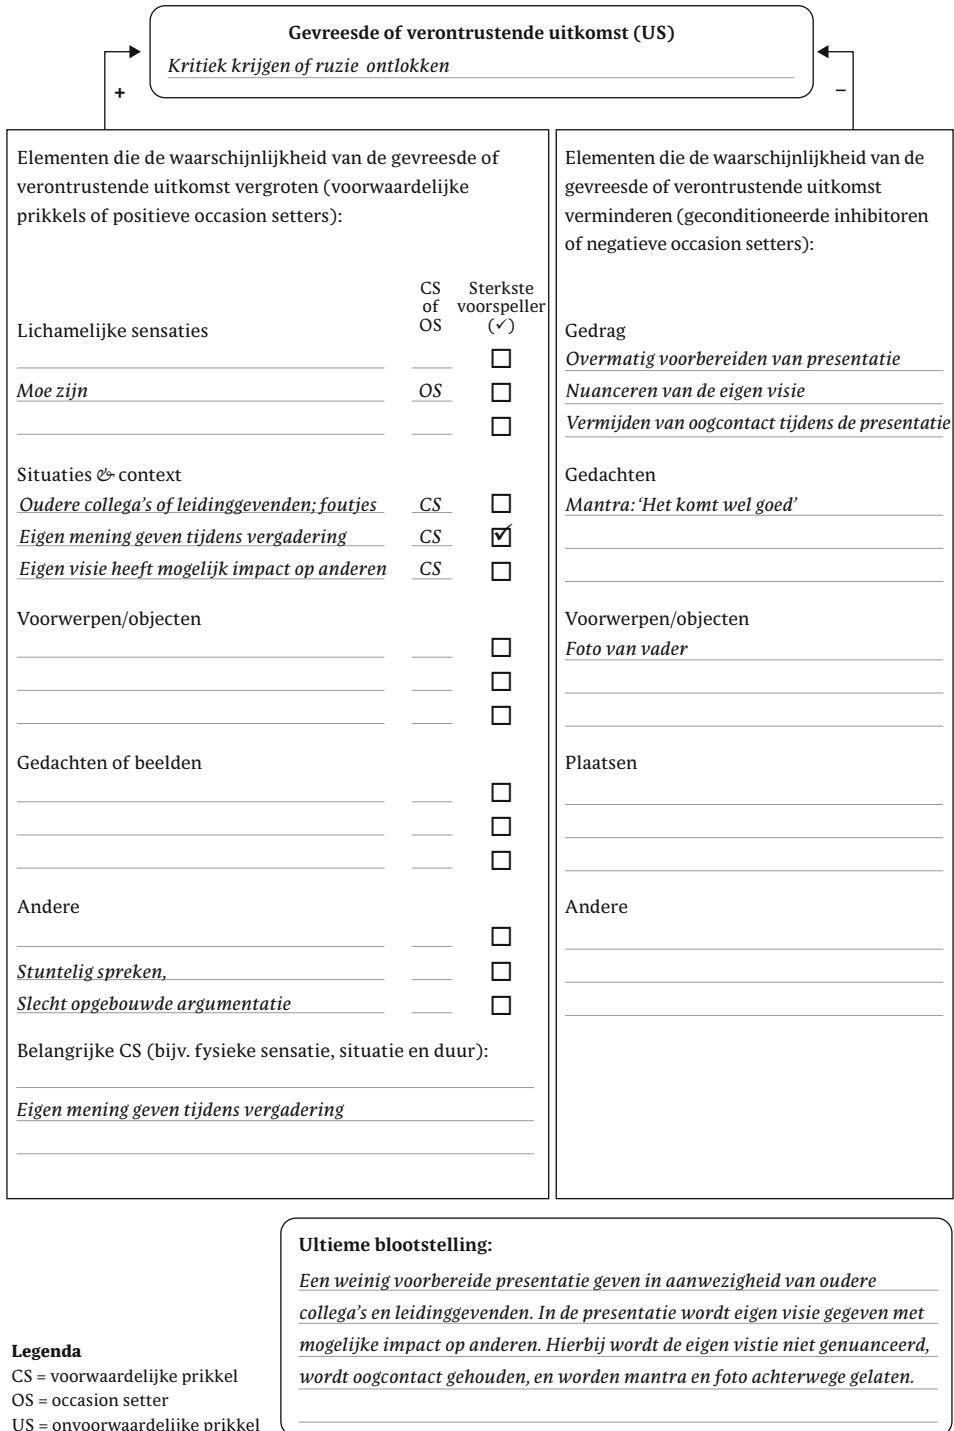 Gevreesde of verontrustende uitkomst (US)
Kritiek krijgen of ruzie ontlokken
+
–
Elementen die de waarschijnlijkheid van de gevreesde of
verontrustende uitkomst vergroten (voorwaardelijke
prikkels of positieve occasion setters):
CS
of
OS
Sterkste
voorspeller
(✓)
Lichamelijke sensaties
Moe zijn OS
Situaties & context
Oudere collega's of leidinggevenden; foutjes CS
Eigen mening geven tijdens vergadering CS ✓
Eigen visie heeft mogelijk impact op anderen CS
Voorwerpen/objecten
Gedachten of beelden
Andere
Stuntelig spreken,
Slecht opgebouwde argumentatie
Belangrijke CS (bijv. fysieke sensatie, situatie en duur):
Eigen mening geven tijdens vergadering
Elementen die de waarschijnlijkheid van de
gevreesde of verontrustende uitkomst
verminderen (geconditioneerde inhibitoren
of negatieve occasion setters):
Gedrag
Overmatig voorbereiden van presentatie
Nuanceren van de eigen visie
Vermijden van oogcontact tijdens de presentatie
Gedachten
Mantra: ‘Het komt wel goed’
Voorwerpen/objecten
Foto van vader
Plaatsen
Andere
Ultieme blootstelling:
Een weinig voorbereide presentatie geven in aanwezigheid van oudere
collega's en leidinggevenden. In de presentatie wordt eigen visie gegeven met
mogelijke impact op anderen. Hierbij wordt de eigen vistie niet genuanceerd,
wordt oogcontact gehouden, en worden mantra en foto achterwege gelaten.
Legenda
CS = voorwaardelijke prikkel
OS = occasion setter
US = onvoorwaardelijke prikkel